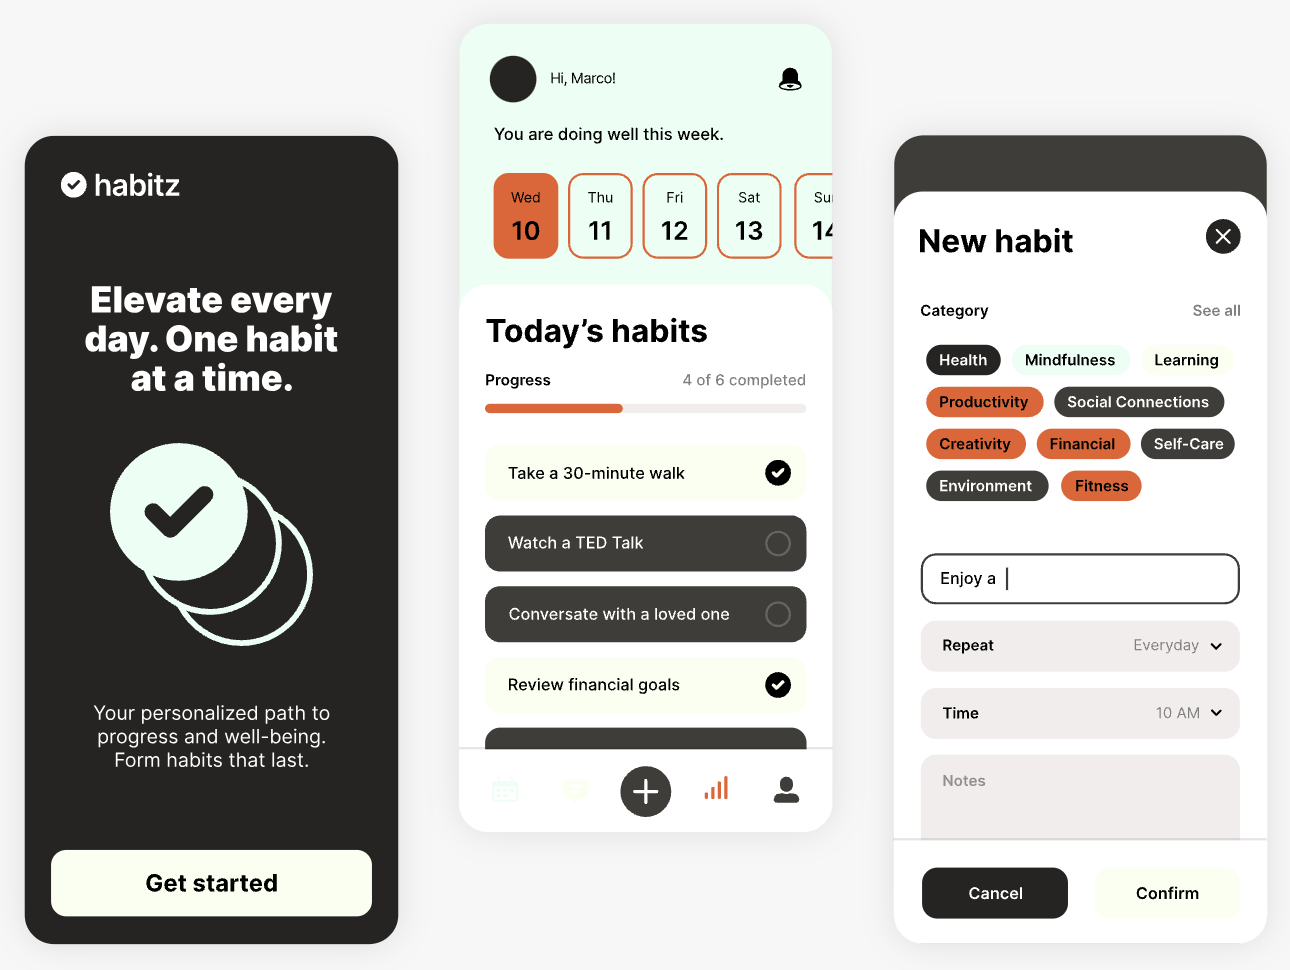 habitz
Elevate every
day. One habit
at a time.
Your personalized path to
progress and well-being.
Form habits that last.
Get started
Hi, Marco!
You are doing well this week.
Wed Thu Fri Sat Sun
10 11 12 13 14
Today’s habits
Progress 4 of 6 completed
Take a 30-minute walk
Watch a TED Talk
Conversate with a loved one
Review financial goals
New habit
Category See all
Health Mindfulness Learning
Productivity Social Connections
Creativity Financial Self-Care
Environment Fitness
Enjoy a
Repeat Everyday
Time 10 AM
Notes
Cancel Confirm